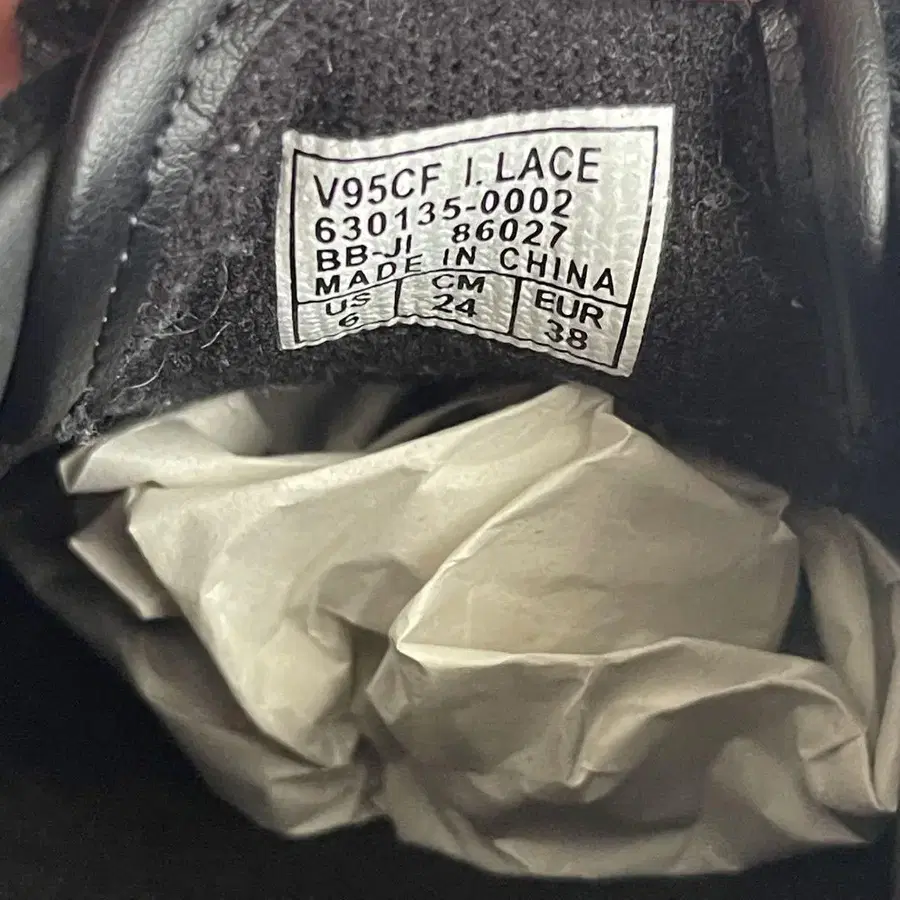 V95CF I. LACE
630135-0002
BB-JI 86027
MADE IN CHINA
US CM EUR
6 24 38